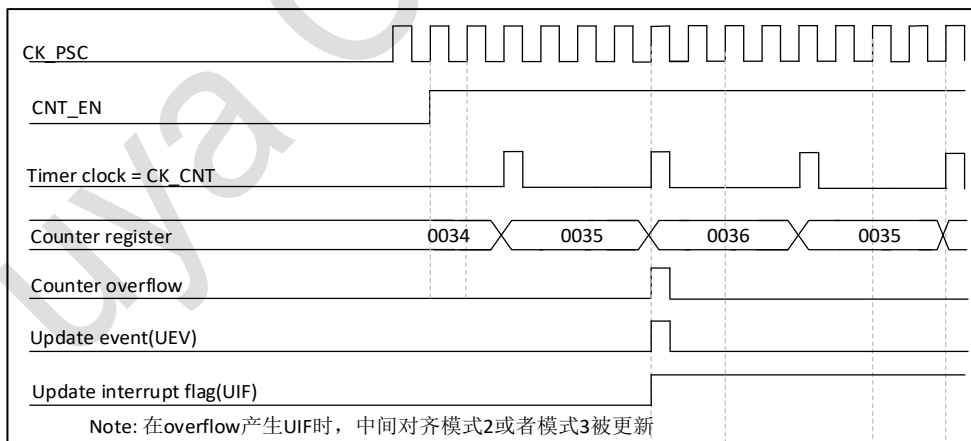 CK_PSC
CNT_EN
Timer clock = CK_CNT
Counter register 0034 0035 0036 0035
Counter overflow
Update event(UEV)
Update interrupt flag(UIF)
Note: 在overflow产生UIF时，中间对齐模式2或者模式3被更新
uya C